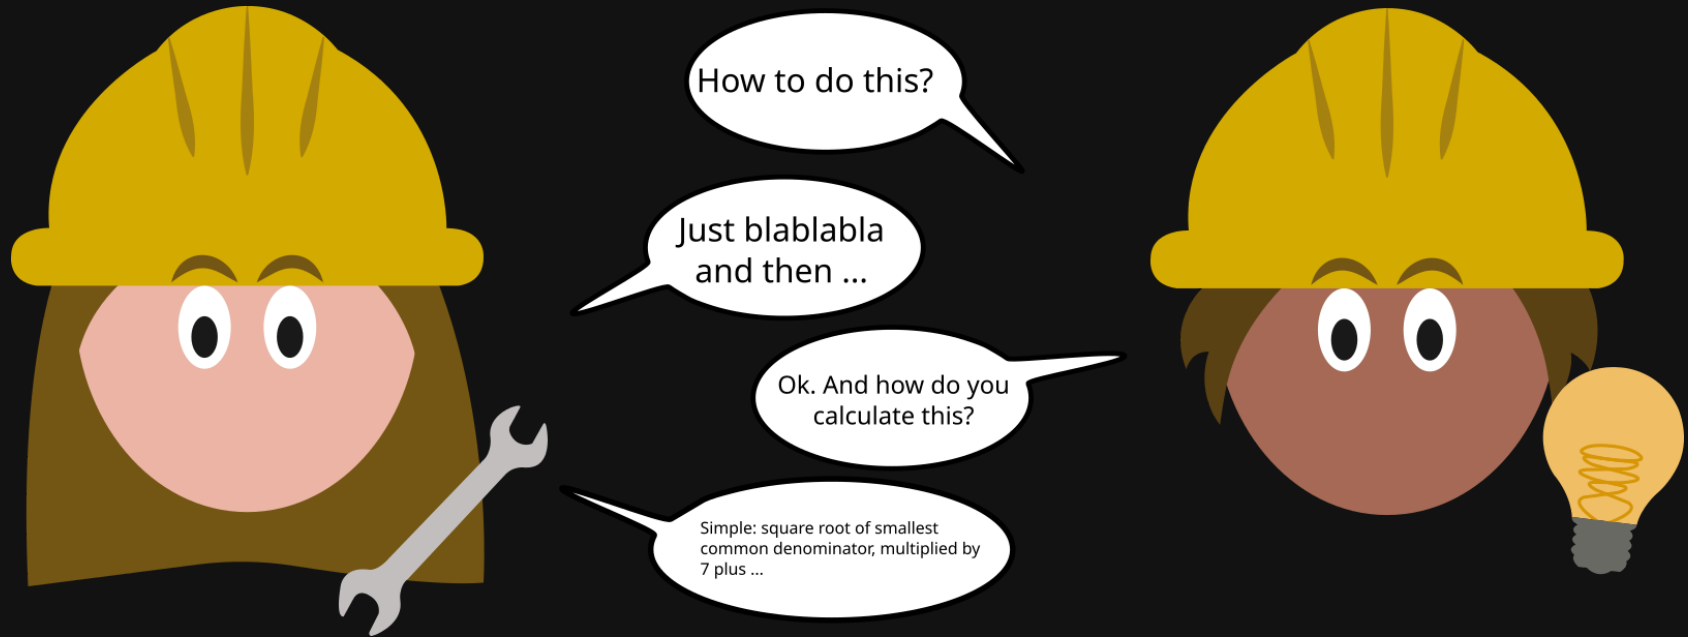 How to do this?
Just blablabla
and then ...
Ok. And how do you
calculate this?
Simple: square root of smallest
common denominator, multiplied by
7 plus ...